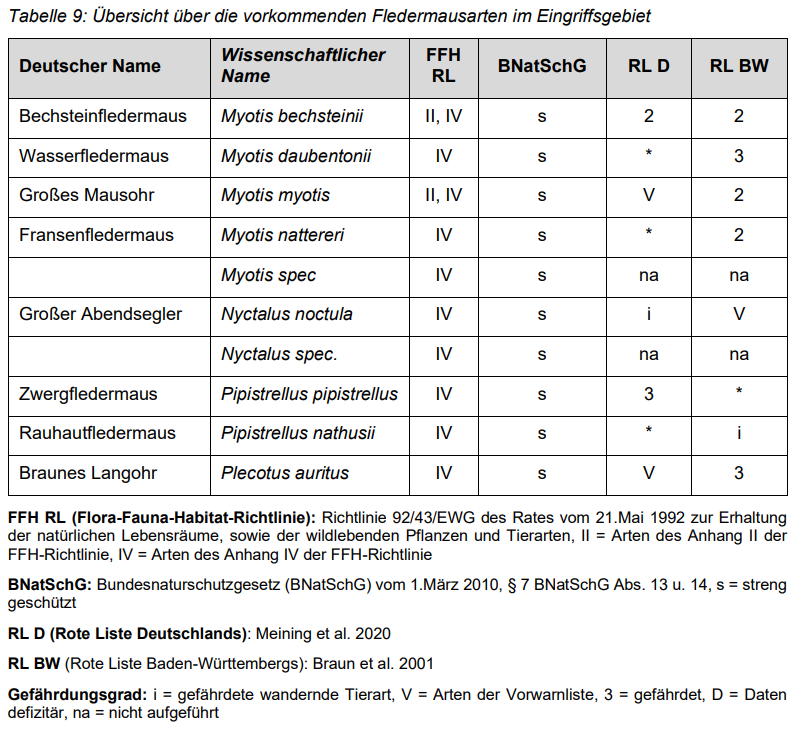 Tabelle 9: Übersicht über die vorkommenden Fledermausarten im Eingriffsgebiet
Deutscher Name Wissenschaftlicher Name FFH RL BNatSchG RL D RL BW
Bechsteinfledermaus Myotis bechsteinii II, IV s 2 2
Wasserfledermaus Myotis daubentonii IV s * 3
Großes Mausohr Myotis myotis II, IV s V 2
Fransenfledermaus Myotis nattereri IV s * 2
Myotis spec IV s na na
Großer Abendsegler Nyctalus noctula IV s i V
Nyctalus spec. IV s na na
Zwergfledermaus Pipistrellus pipistrellus IV s 3 *
Rauhautfledermaus Pipistrellus nathusii IV s * i
Braunes Langohr Plecotus auritus IV s V 3
FFH RL (Flora-Fauna-Habitat-Richtlinie): Richtlinie 92/43/EWG des Rates vom 21.Mai 1992 zur Erhaltung
der natürlichen Lebensräume, sowie der wildlebenden Pflanzen und Tierarten, II = Arten des Anhang II der
FFH-Richtlinie, IV = Arten des Anhang IV der FFH-Richtlinie
BNatSchG: Bundesnaturschutzgesetz (BNatSchG) vom 1.März 2010, § 7 BNatSchG Abs. 13 u. 14, s = streng
geschützt
RL D (Rote Liste Deutschlands): Meining et al. 2020
RL BW (Rote Liste Baden-Württembergs): Braun et al. 2001
Gefährdungsgrad: i = gefährdete wandernde Tierart, V = Arten der Vorwarnliste, 3 = gefährdet, D = Daten
defizitär, na = nicht aufgeführt